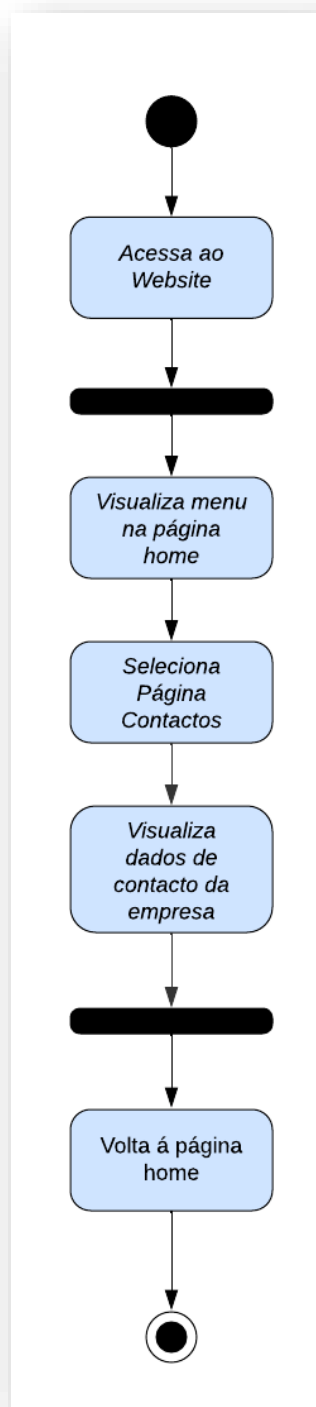 Acessa ao
Website
Visualiza menu
na página
home
Seleciona
Página
Contactos
Visualiza
dados de
contacto da
empresa
Volta á página
home